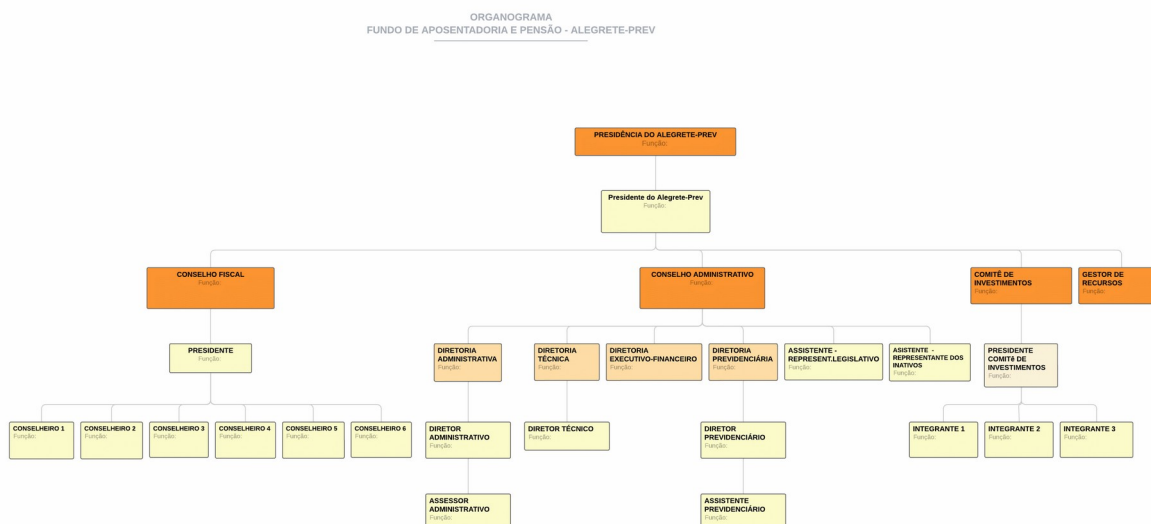 ORGANOGRAMA
FUNDO DE APOSENTADORIA E PENSÃO - ALEGRETE-PREV
PRESIDÊNCIA DO ALEGRETE-PREV
Função:
Presidente do Alegrete-Prev
Função:
CONSELHO FISCAL
Função:
CONSELHO ADMINISTRATIVO
Função:
COMITÊ DE
INVESTIMENTOS
Função:
GESTOR DE
RECURSOS
Função:
PRESIDENTE
Função:
DIRETORIA
ADMINISTRATIVA
Função:
DIRETORIA
TÉCNICA
Função:
DIRETORIA
EXECUTIVO-FINANCEIRO
Função:
DIRETORIA
PREVIDENCIÁRIA
Função:
ASSISTENTE -
REPRESENT.LEGISLATIVO
Função:
ASISTENTE -
REPRESENTANTE DOS
INATIVOS
Função:
PRESIDENTE
COMITê DE
INVESTIMENTOS
Função:
CONSELHEIRO 1
Função:
CONSELHEIRO 2
Função:
CONSELHEIRO 3
Função:
CONSELHEIRO 4
Função:
CONSELHEIRO 5
Função:
CONSELHEIRO 6
Função:
DIRETOR
ADMINISTRATIVO
Função:
DIRETOR TÉCNICO
Função:
DIRETOR
PREVIDENCIÁRIO
Função:
INTEGRANTE 1
Função:
INTEGRANTE 2
Função:
INTEGRANTE 3
Função:
ASSESSOR
ADMINISTRATIVO
Função:
ASSISTENTE
PREVIDENCIÁRIO
Função: